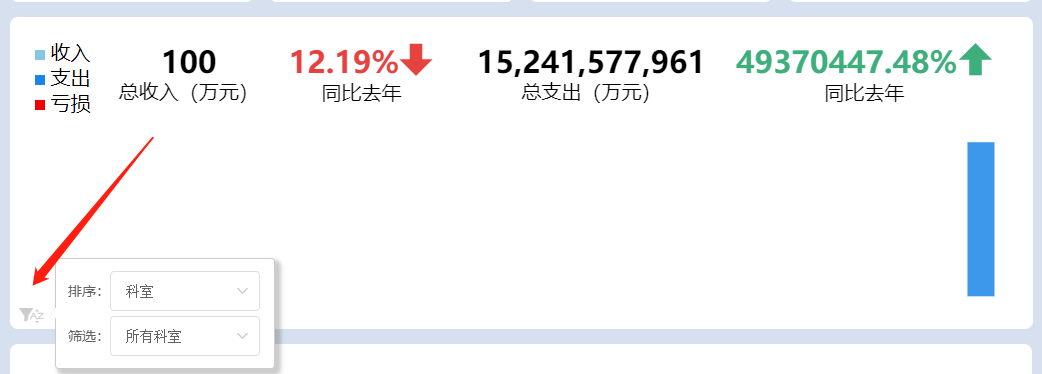 收入
支出
亏损
100
总收入（万元）
12.19%
同比去年
15,241,577,961
总支出（万元）
49370447.48%
同比去年
排序： 科室
筛选： 所有科室